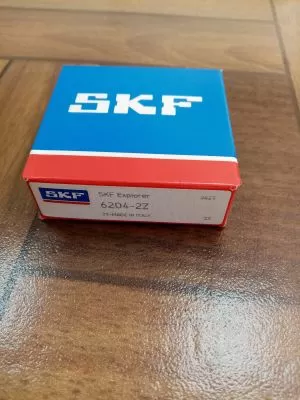 SKF
SKF
SKF Explorer
6204-2Z
MADE IN ITALY